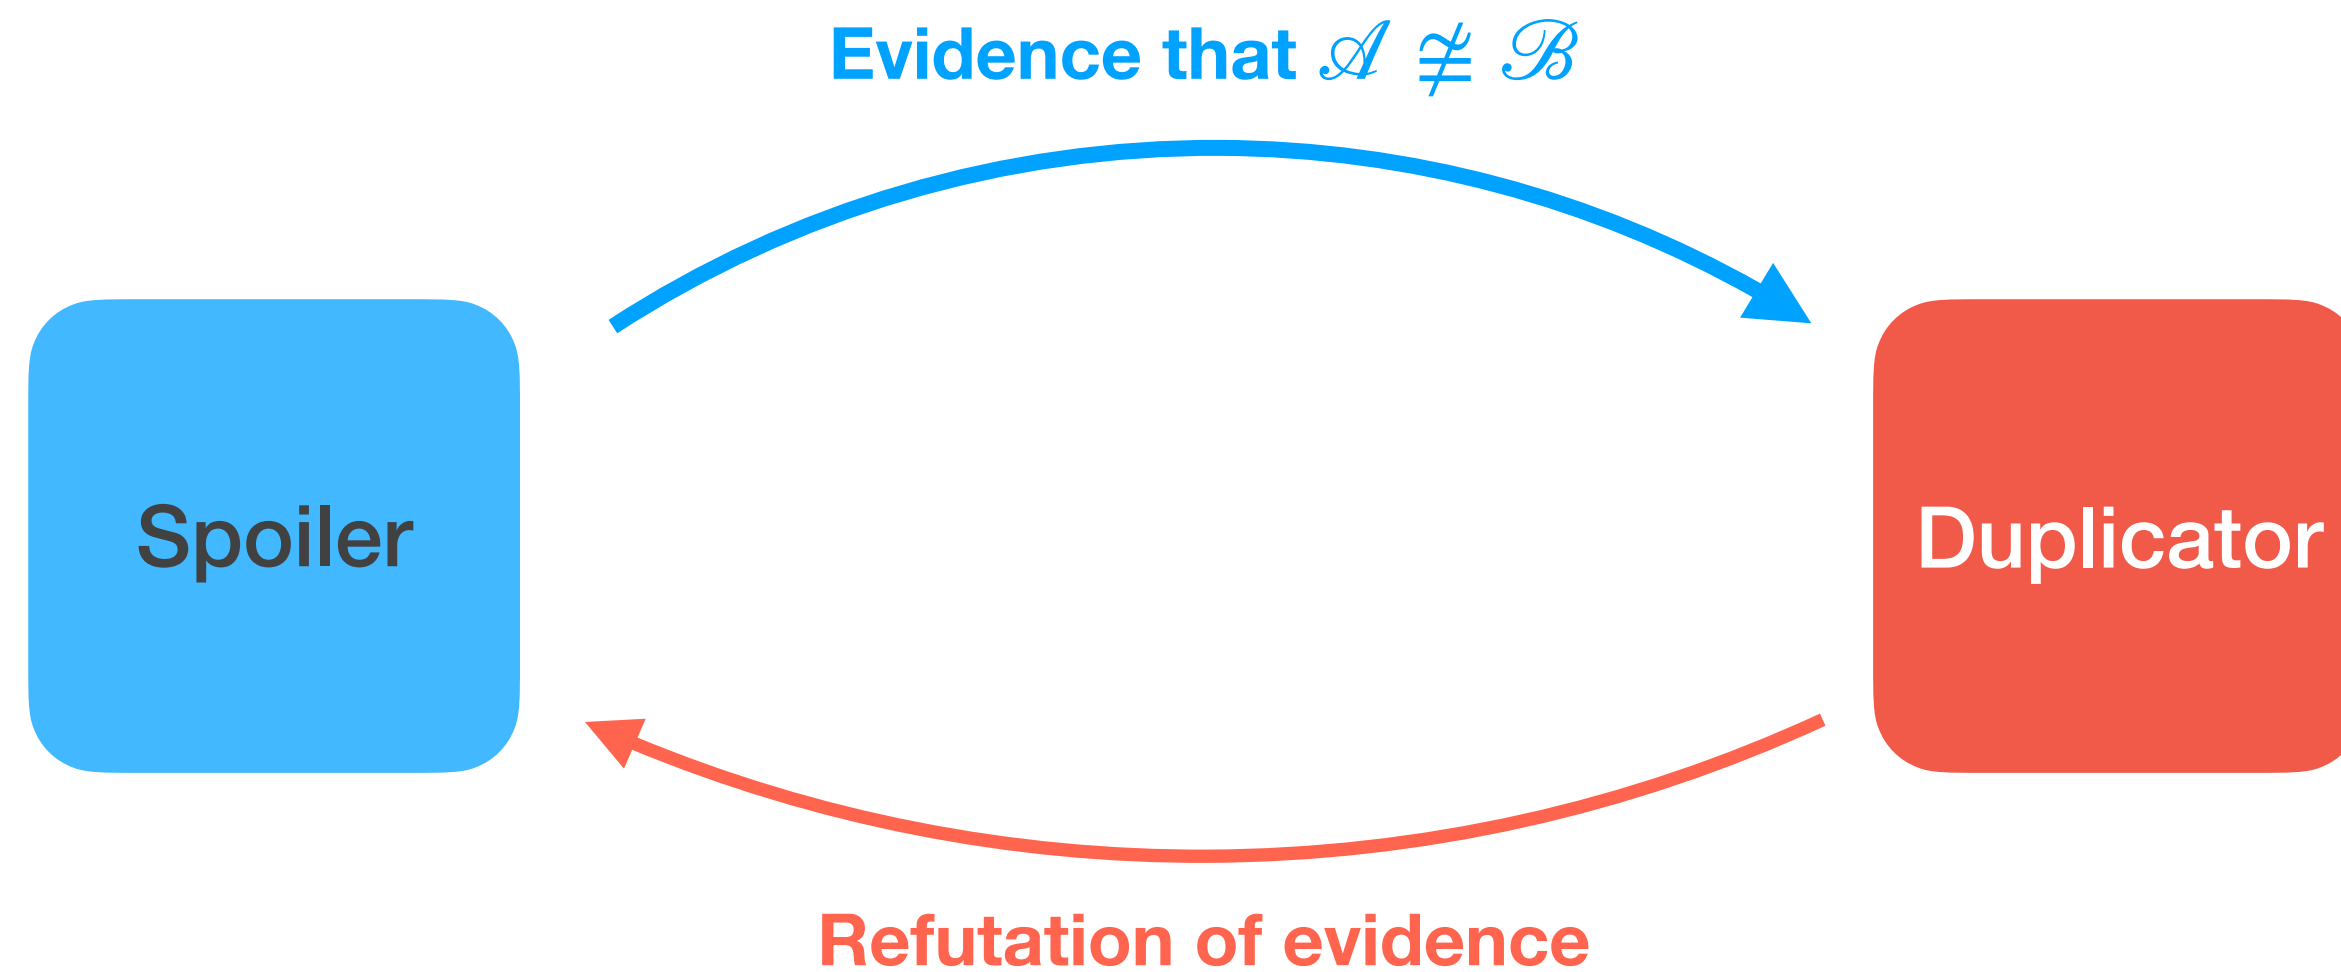 Evidence that 𝒜 ≇ ℬ
Spoiler
Duplicator
Refutation of evidence